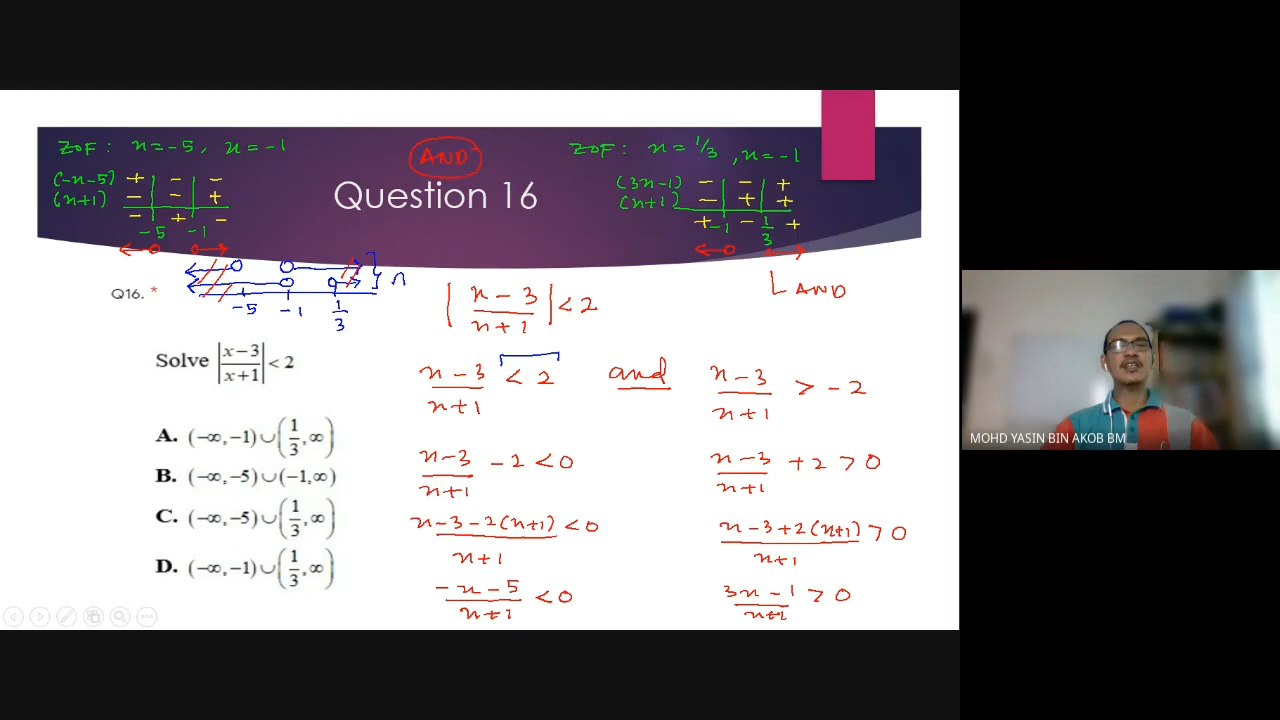 ZOF : x = -5, x = -1
AND
ZOF : x = 1/3, x = -1
(-x-5) + - -
(x+1) - - +
- + -
-5 -1
Question 16
(3x-1) - - +
(x+1) - + +
+ - +
-1 1/3
∩
-5 -1 1/3
AND
Q16. *
|x-3/x+1| < 2
Solve |x-3/x+1| < 2
A. (-∞,-1)∪(1/3,∞)
B. (-∞,-5)∪(-1,∞)
C. (-∞,-5)∪(1/3,∞)
D. (-∞,-1)∪(1/3,∞)
x-3/x+1 < 2 and x-3/x+1 > -2
x-3/x+1 - 2 < 0
x-3/x+1 + 2 > 0
x-3-2(x+1)/x+1 < 0
x-3+2(x+1)/x+1 > 0
-x-5/x+1 < 0
3x-1/x+1 > 0
MOHD YASIN BIN AKOB BM